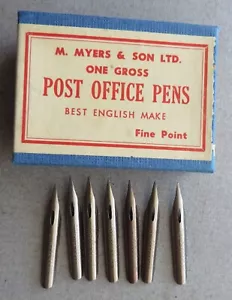 M. MYERS & SON LTD.
ONE GROSS
POST OFFICE PENS
BEST ENGLISH MAKE
Fine Point